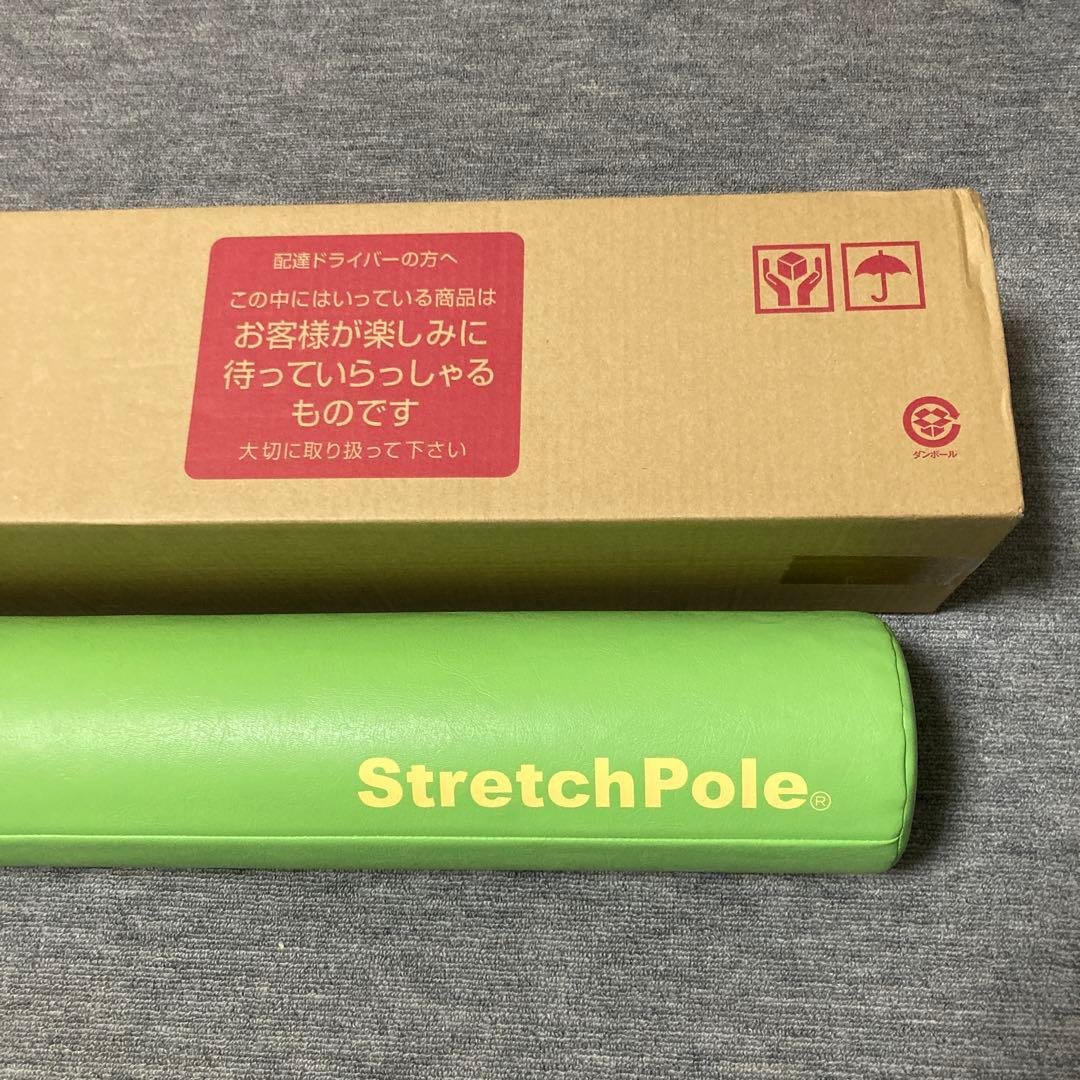 配達ドライバーの方へ
この中にはいっている商品は
お客様が楽しみに
待っていらっしゃる
ものです
大切に取り扱って下さい
ダンボール
StretchPole®